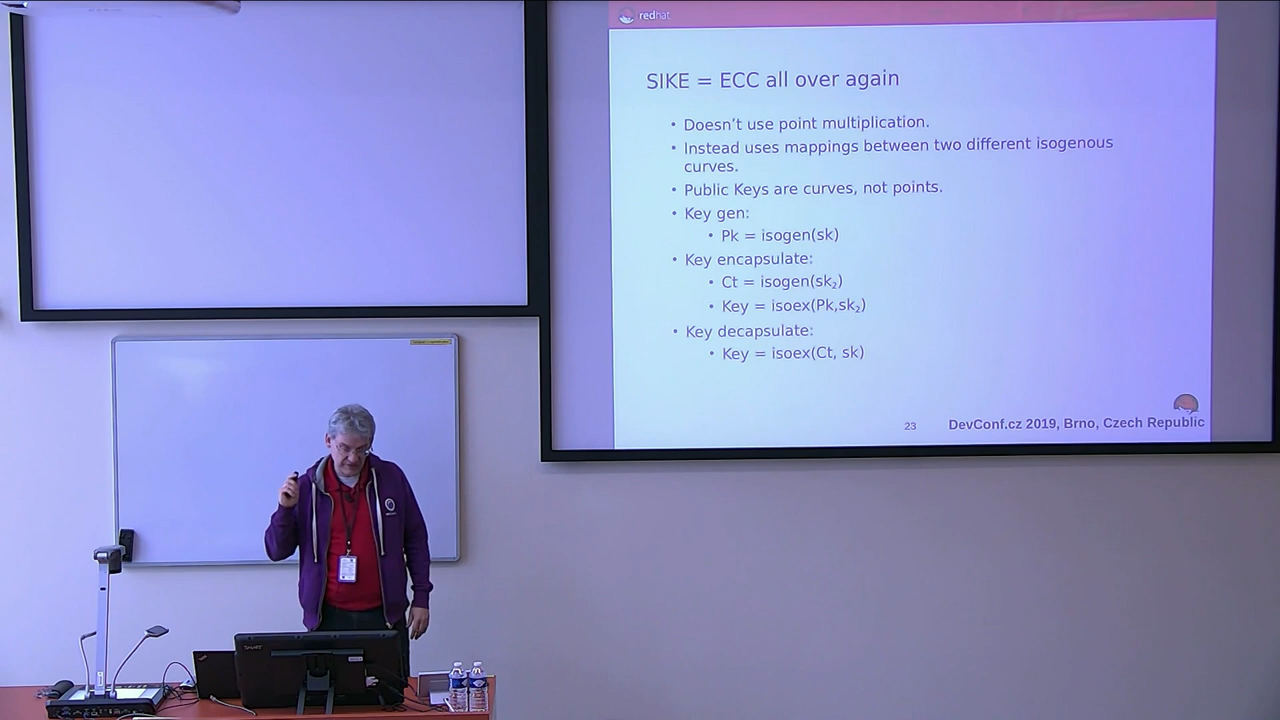 redhat
SIKE = ECC all over again
• Doesn't use point multiplication.
• Instead uses mappings between two different isogenous
curves.
• Public Keys are curves, not points.
• Key gen:
• Pk = isogen(sk)
• Key encapsulate:
• Ct = isogen(sk₂)
• Key = isoex(Pk,sk₂)
• Key decapsulate:
• Key = isoex(Ct, sk)
23 DevConf.cz 2019, Brno, Czech Republic